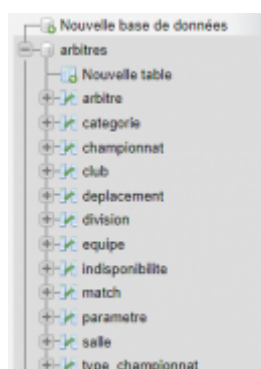 Nouvelle base de données
arbitres
Nouvelle table
arbitre
categorie
championnat
club
deplacement
division
equipe
indisponibilite
match
parametre
salle
type_championnat